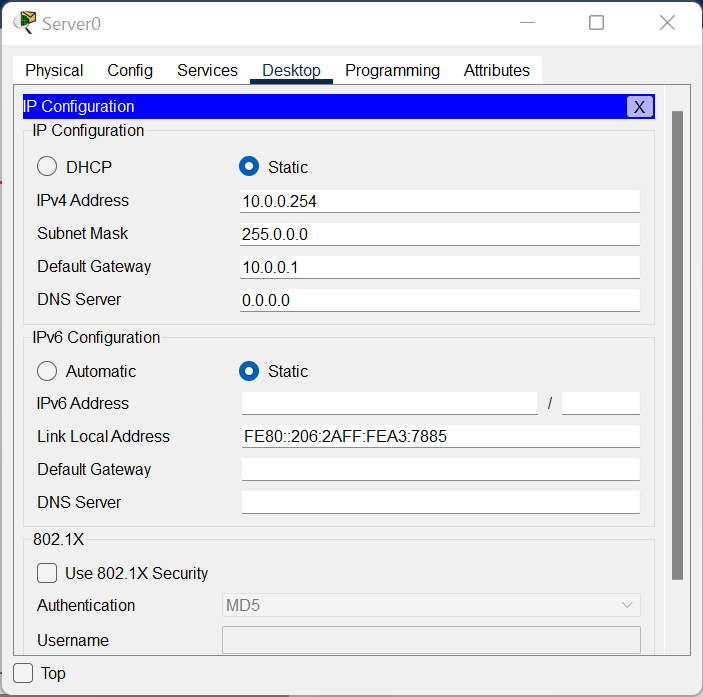 Server0
Physical Config Services Desktop Programming Attributes
IP Configuration X
IP Configuration
DHCP Static
IPv4 Address 10.0.0.254
Subnet Mask 255.0.0.0
Default Gateway 10.0.0.1
DNS Server 0.0.0.0
IPv6 Configuration
Automatic Static
IPv6 Address /
Link Local Address FE80::206:2AFF:FEA3:7885
Default Gateway
DNS Server
802.1X
Use 802.1X Security
Authentication MD5
Username
Top